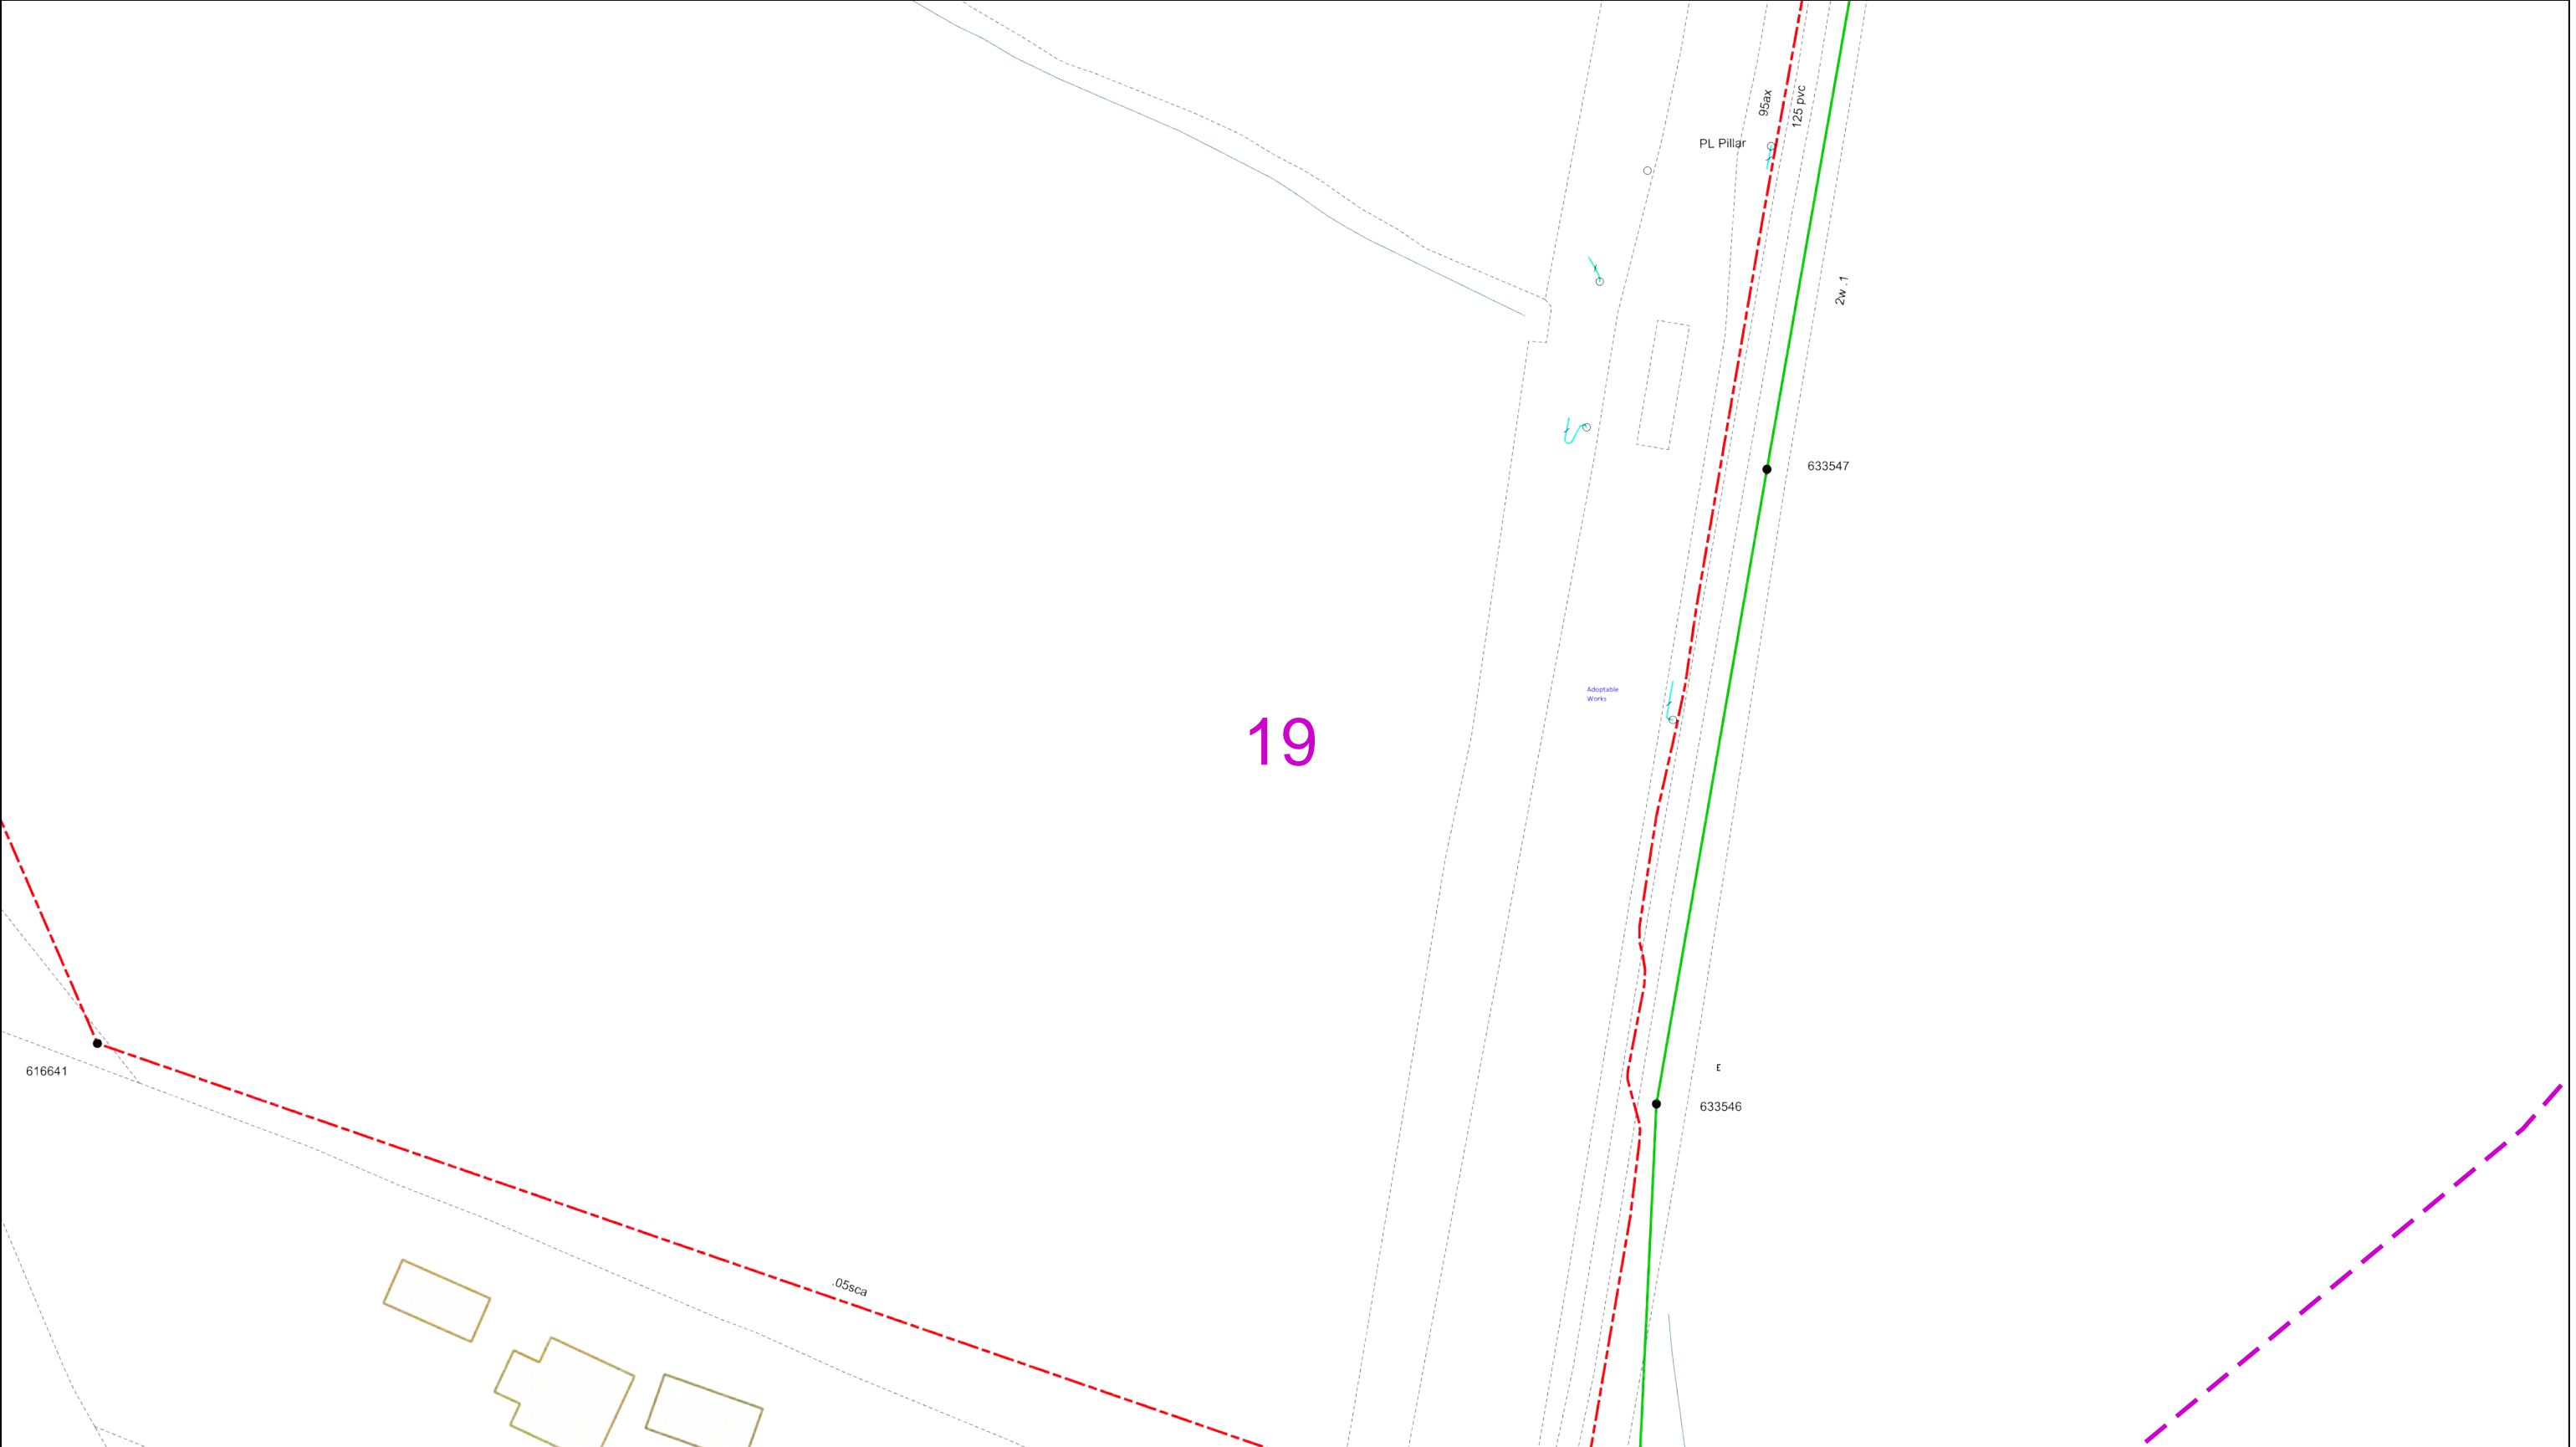 95ax
125 pvc
PL Pillar
2w .1
633547
Adoptable
Works
19
E
616641
633546
.05sca